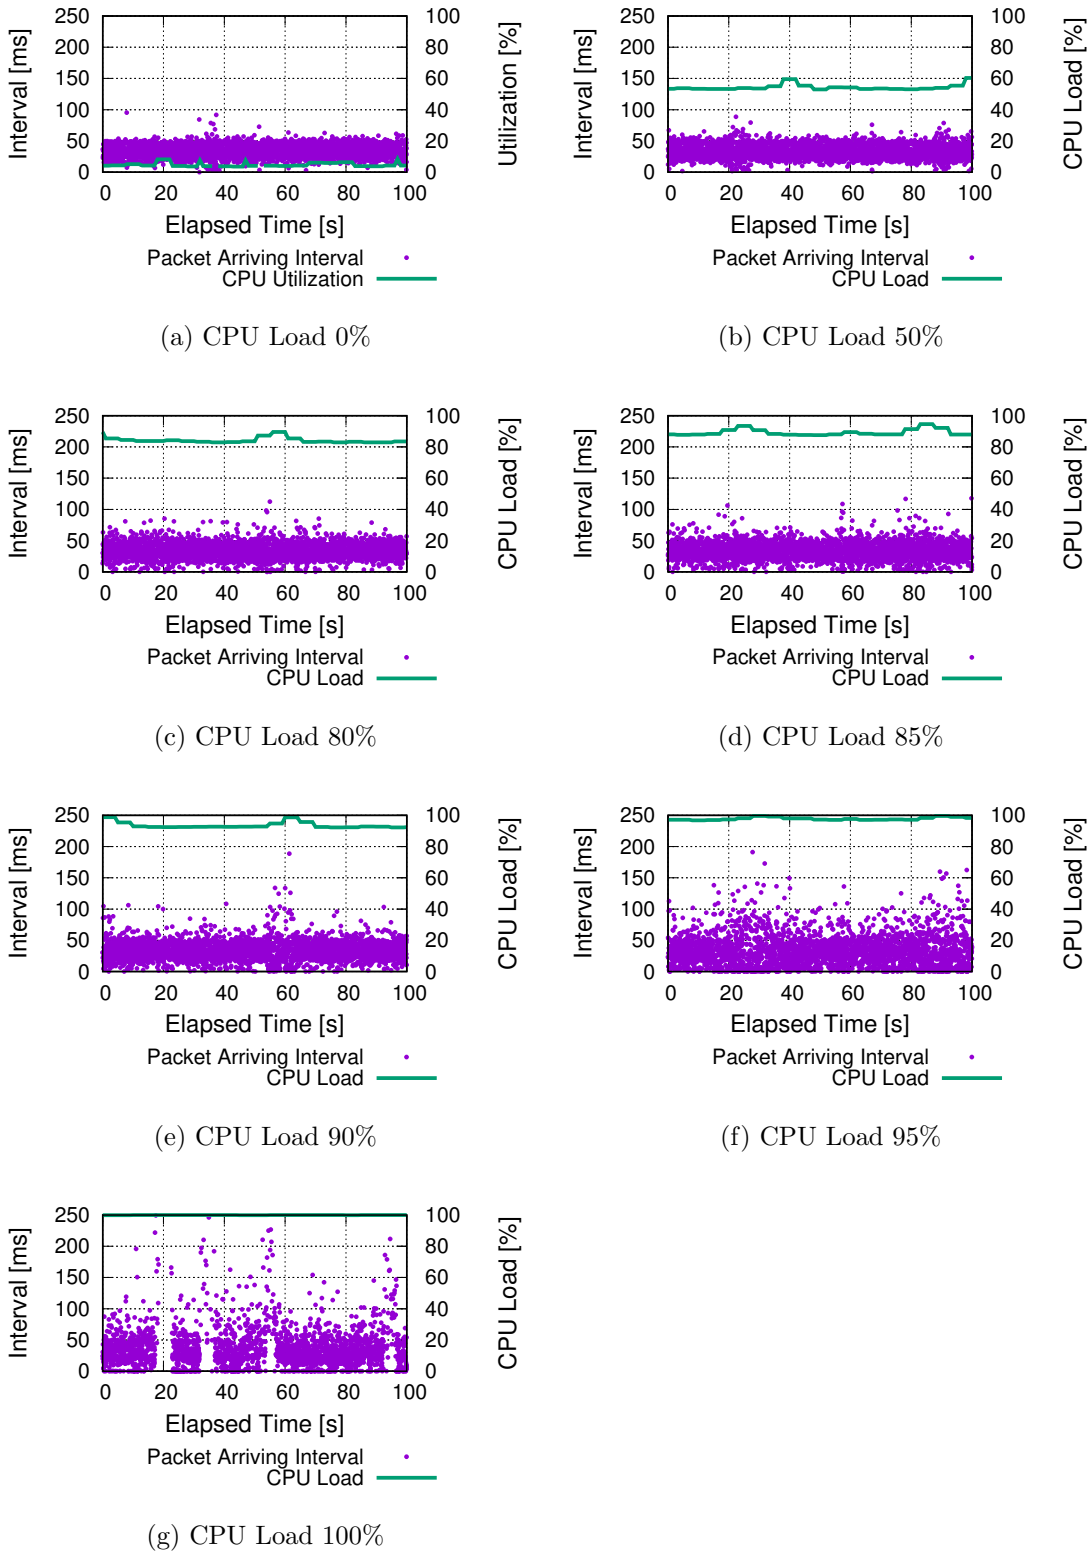 250
200
150
100
50
0
Interval [ms]
100
80
60
40
20
0
Utilization [%]
0 20 40 60 80 100
Elapsed Time [s]
Packet Arriving Interval
CPU Utilization
(a) CPU Load 0%
250
200
150
100
50
0
Interval [ms]
100
80
60
40
20
0
CPU Load [%]
0 20 40 60 80 100
Elapsed Time [s]
Packet Arriving Interval
CPU Load
(b) CPU Load 50%
250
200
150
100
50
0
Interval [ms]
100
80
60
40
20
0
CPU Load [%]
0 20 40 60 80 100
Elapsed Time [s]
Packet Arriving Interval
CPU Load
(c) CPU Load 80%
250
200
150
100
50
0
Interval [ms]
100
80
60
40
20
0
CPU Load [%]
0 20 40 60 80 100
Elapsed Time [s]
Packet Arriving Interval
CPU Load
(d) CPU Load 85%
250
200
150
100
50
0
Interval [ms]
100
80
60
40
20
0
CPU Load [%]
0 20 40 60 80 100
Elapsed Time [s]
Packet Arriving Interval
CPU Load
(e) CPU Load 90%
250
200
150
100
50
0
Interval [ms]
100
80
60
40
20
0
CPU Load [%]
0 20 40 60 80 100
Elapsed Time [s]
Packet Arriving Interval
CPU Load
(f) CPU Load 95%
250
200
150
100
50
0
Interval [ms]
100
80
60
40
20
0
CPU Load [%]
0 20 40 60 80 100
Elapsed Time [s]
Packet Arriving Interval
CPU Load
(g) CPU Load 100%